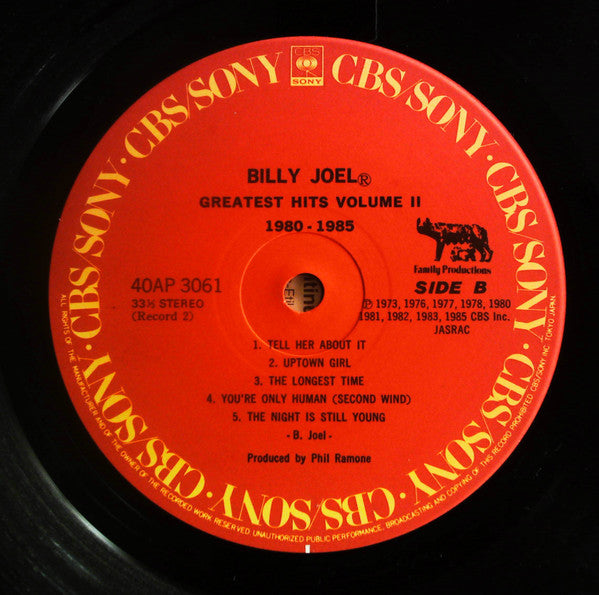 CBS
SONY
CBS/SONY · CBS/SONY · CBS/SONY · CBS/SONY · CBS/SONY · CBS/SONY ·
BILLY JOEL®
GREATEST HITS VOLUME II
1980 - 1985
Family Productions
40AP 3061
SIDE B
33⅓ STEREO
(Record 2)
℗ 1973, 1976, 1977, 1978, 1980
1981, 1982, 1983, 1985 CBS Inc.
JASRAC
1. TELL HER ABOUT IT
2. UPTOWN GIRL
3. THE LONGEST TIME
4. YOU'RE ONLY HUMAN (SECOND WIND)
5. THE NIGHT IS STILL YOUNG
- B. Joel -
Produced by Phil Ramone
ALL RIGHTS OF THE MANUFACTURER AND OF THE OWNER OF THE RECORDED WORK RESERVED UNAUTHORIZED PUBLIC PERFORMANCE, BROADCASTING AND COPYING OF THIS RECORD PROHIBITED CBS/SONY INC. TOKYO JAPAN.